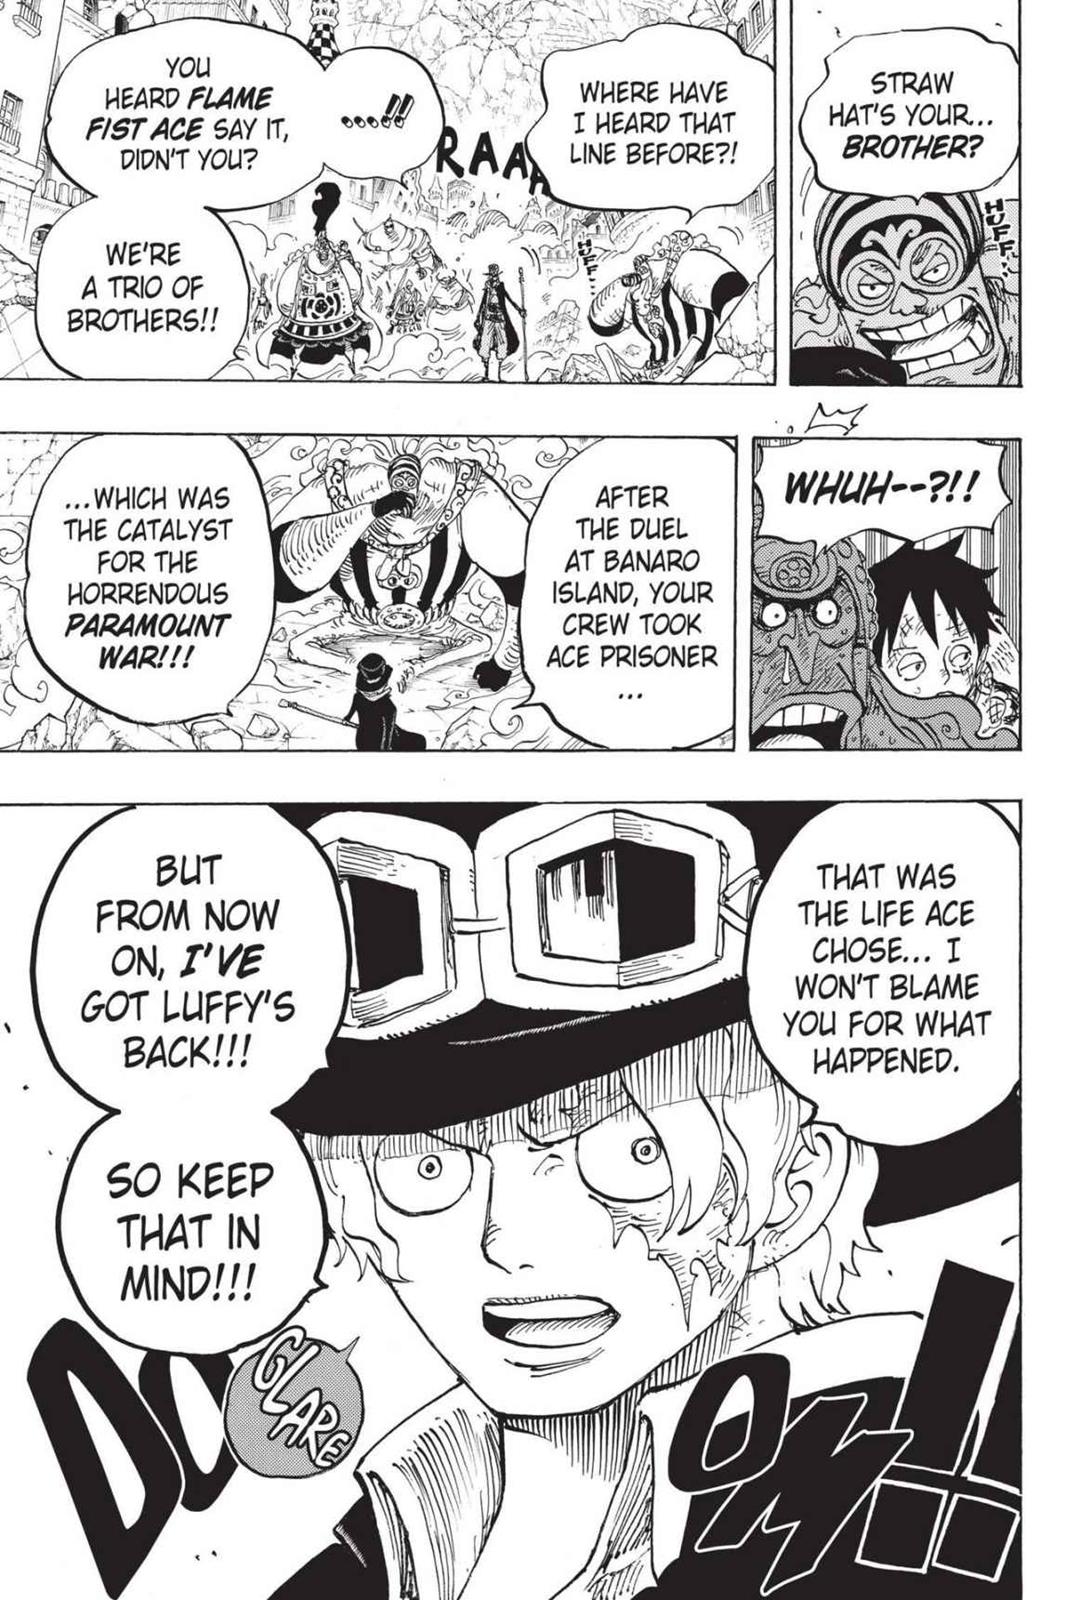 STRAW
HAT'S YOUR...
BROTHER?
HUFF...
WHERE HAVE
I HEARD THAT
LINE BEFORE?!
HUFF...
RAAA
...!!
YOU
HEARD FLAME
FIST ACE SAY IT,
DIDN'T YOU?
WE'RE
A TRIO OF
BROTHERS!!
WHUH--?!!
AFTER
THE DUEL
AT BANARO
ISLAND, YOUR
CREW TOOK
ACE PRISONER
...
...WHICH WAS
THE CATALYST
FOR THE
HORRENDOUS
PARAMOUNT
WAR!!!
THAT WAS
THE LIFE ACE
CHOSE... I
WON'T BLAME
YOU FOR WHAT
HAPPENED.
BUT
FROM NOW
ON, I'VE
GOT LUFFY'S
BACK!!!
SO KEEP
THAT IN
MIND!!!
GLARE
DOOM!!